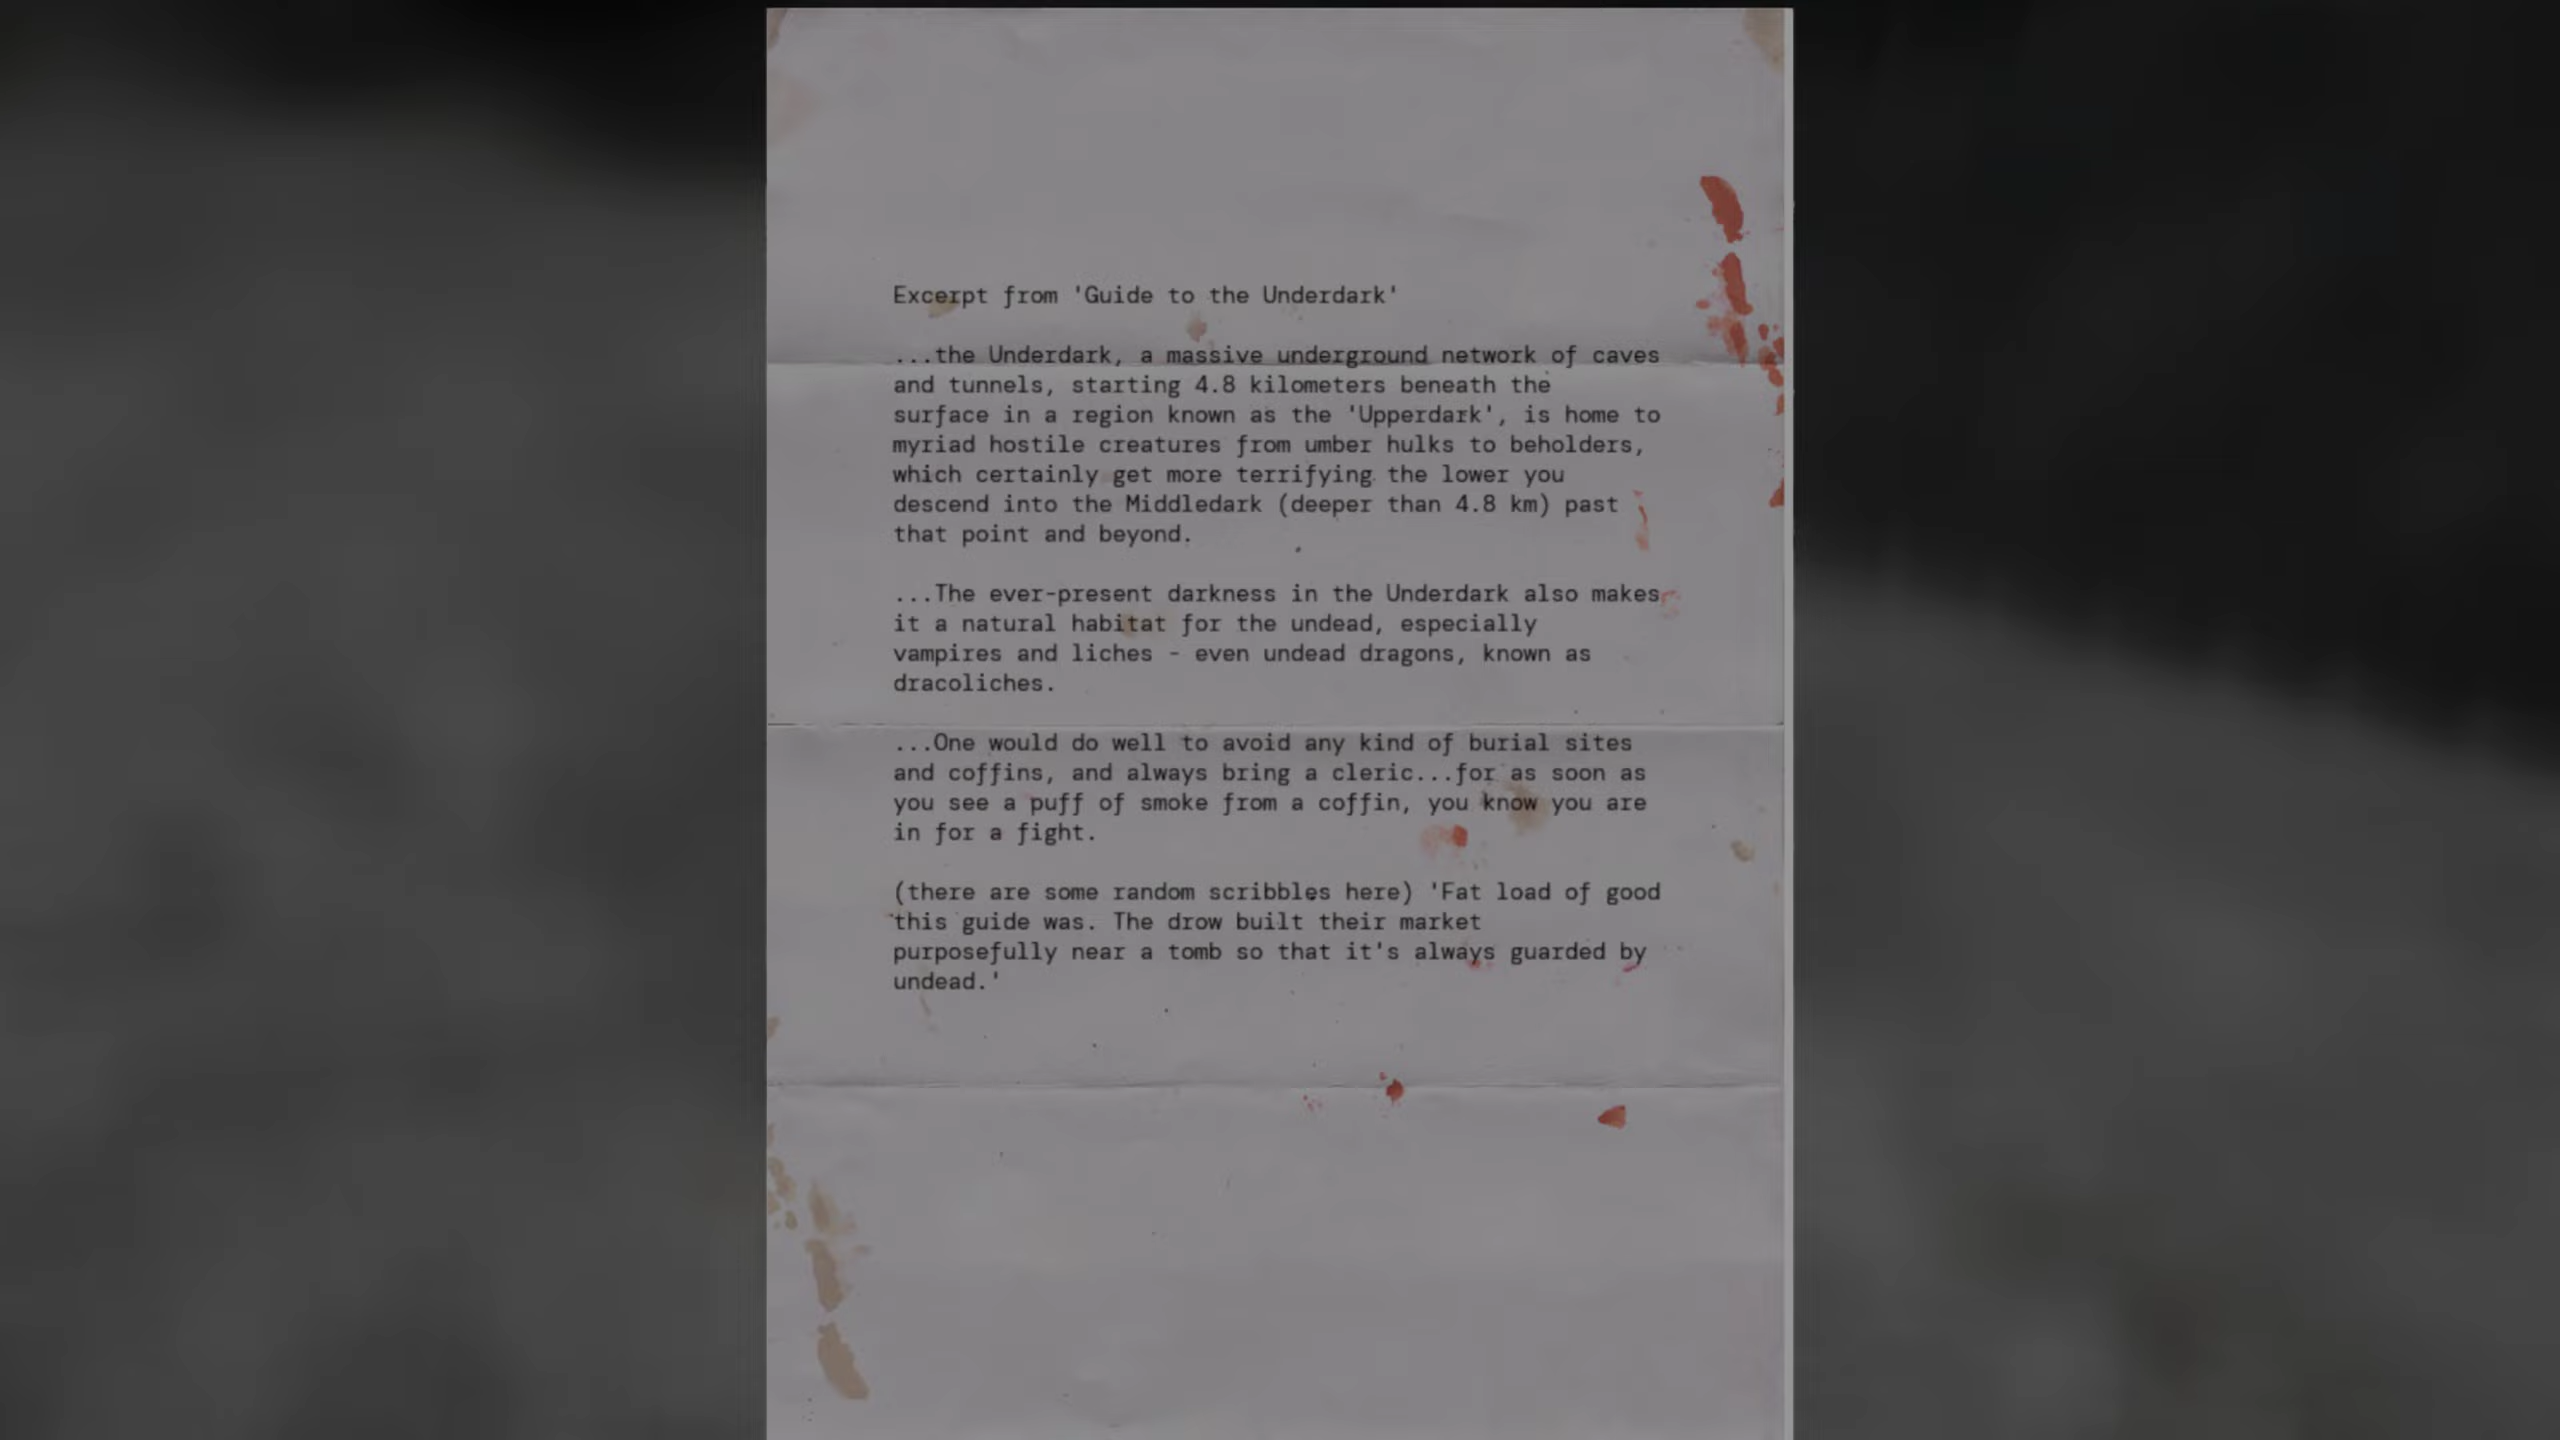 Excerpt from 'Guide to the Underdark'
...the Underdark, a massive underground network of caves
and tunnels, starting 4.8 kilometers beneath the
surface in a region known as the 'Upperdark', is home to
myriad hostile creatures from umber hulks to beholders,
which certainly get more terrifying the lower you
descend into the Middledark (deeper than 4.8 km) past
that point and beyond.
...The ever-present darkness in the Underdark also makes
it a natural habitat for the undead, especially
vampires and liches - even undead dragons, known as
dracoliches.
...One would do well to avoid any kind of burial sites
and coffins, and always bring a cleric...for as soon as
you see a puff of smoke from a coffin, you know you are
in for a fight.
(there are some random scribbles here) 'Fat load of good
this guide was. The drow built their market
purposefully near a tomb so that it's always guarded by
undead.'